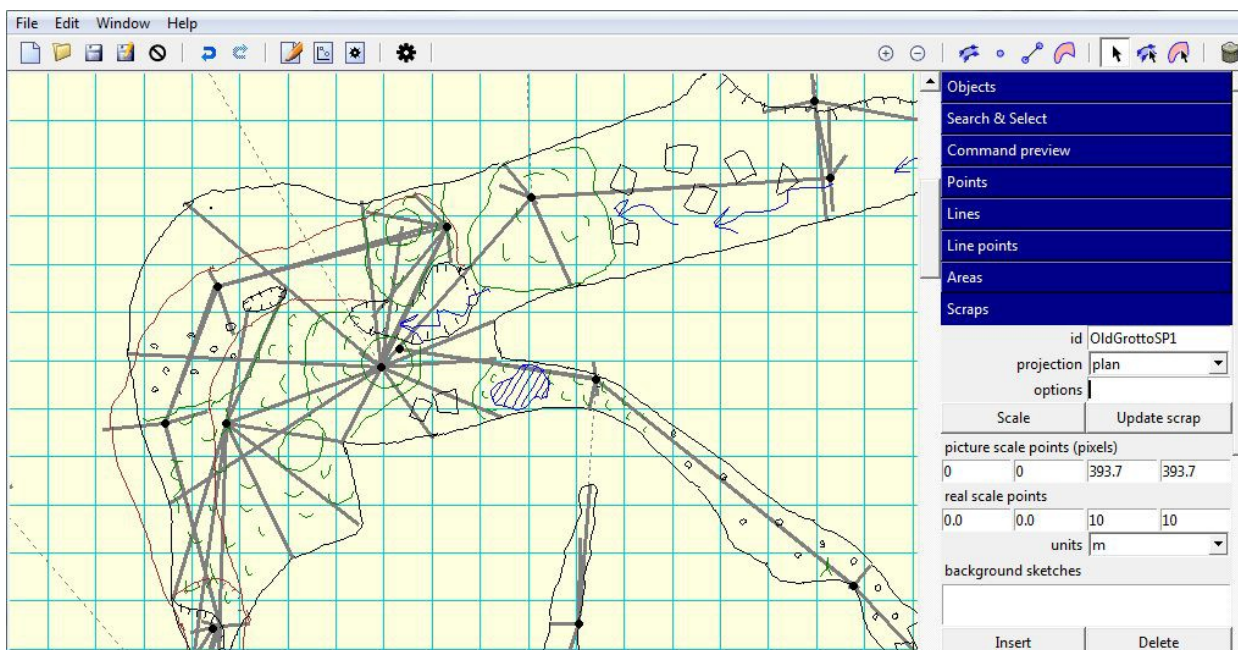 File Edit Window Help
Objects
Search & Select
Command preview
Points
Lines
Line points
Areas
Scraps
id OldGrottoSP1
projection plan
options
Scale Update scrap
picture scale points (pixels)
0 0 393.7 393.7
real scale points
0.0 0.0 10 10
units m
background sketches
Insert Delete